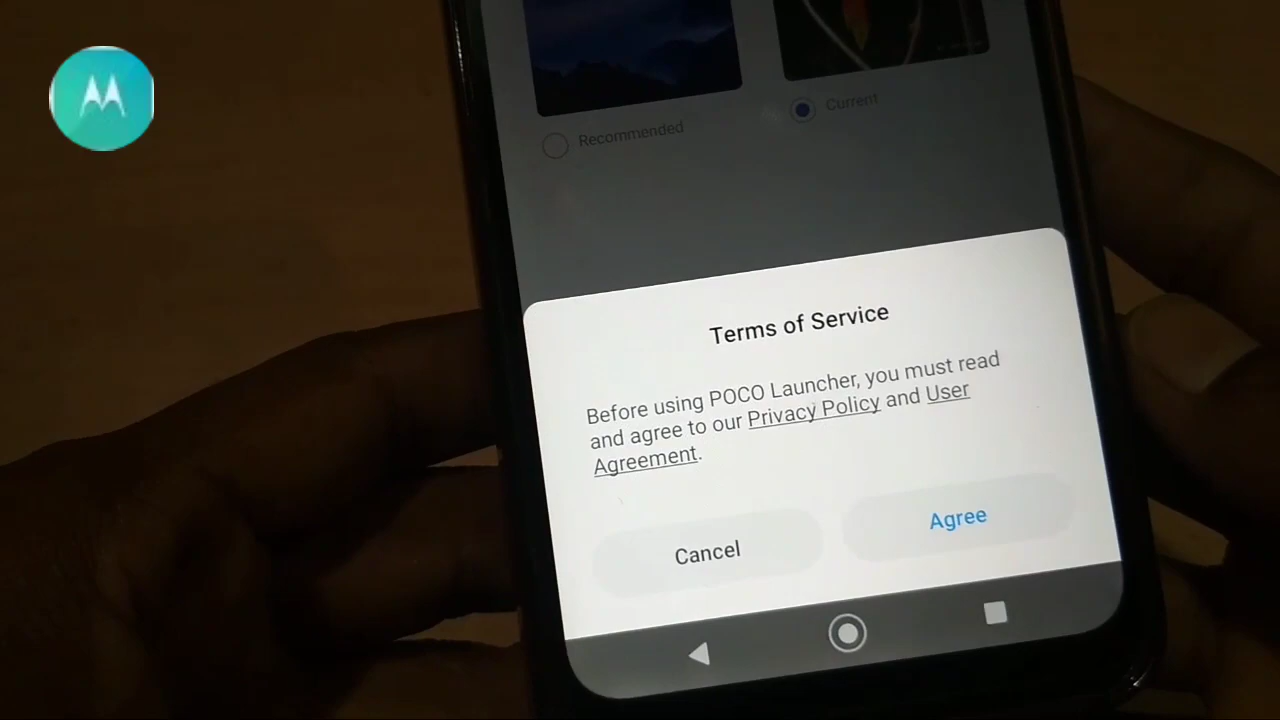 Recommended
Current
Terms of Service
Before using POCO Launcher, you must read
and agree to our Privacy Policy and User
Agreement.
Cancel
Agree